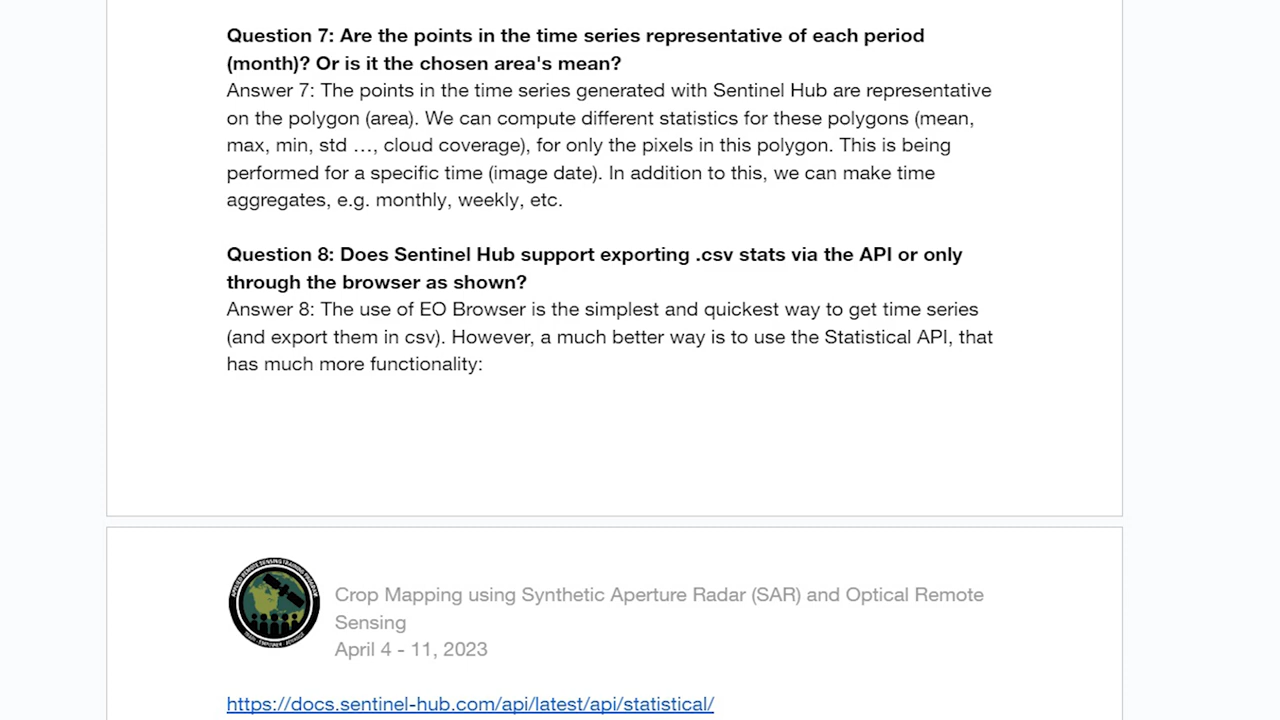 Question 7: Are the points in the time series representative of each period
(month)? Or is it the chosen area's mean?
Answer 7: The points in the time series generated with Sentinel Hub are representative
on the polygon (area). We can compute different statistics for these polygons (mean,
max, min, std …, cloud coverage), for only the pixels in this polygon. This is being
performed for a specific time (image date). In addition to this, we can make time
aggregates, e.g. monthly, weekly, etc.
Question 8: Does Sentinel Hub support exporting .csv stats via the API or only
through the browser as shown?
Answer 8: The use of EO Browser is the simplest and quickest way to get time series
(and export them in csv). However, a much better way is to use the Statistical API, that
has much more functionality:
APPLIED REMOTE SENSING TRAINING PROGRAM
Crop Mapping using Synthetic Aperture Radar (SAR) and Optical Remote
Sensing
April 4 - 11, 2023
https://docs.sentinel-hub.com/api/latest/api/statistical/